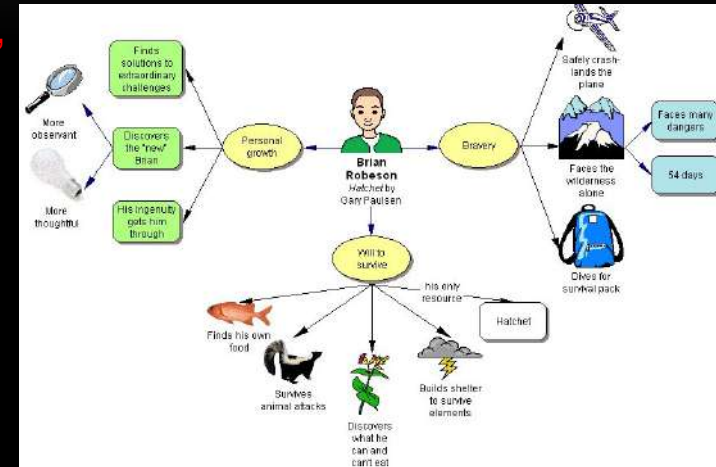 Finds
solutions to
extraordinary
challenges
More
observant
Discovers
the "new"
Brian
More
thoughtful
His ingenuity
gets him
through
Personal
growth
Brian
Robeson
Hatchet by
Gary Paulsen
Bravery
Safely crash-
lands the
plane
Faces the
wilderness
alone
Faces many
dangers
54 days
Dives for
survival pack
Will to
survive
Finds his own
food
Survives
animal attacks
Discovers
what he
can and
can't eat
Builds shelter
to survive
elements
his only
resource
Hatchet